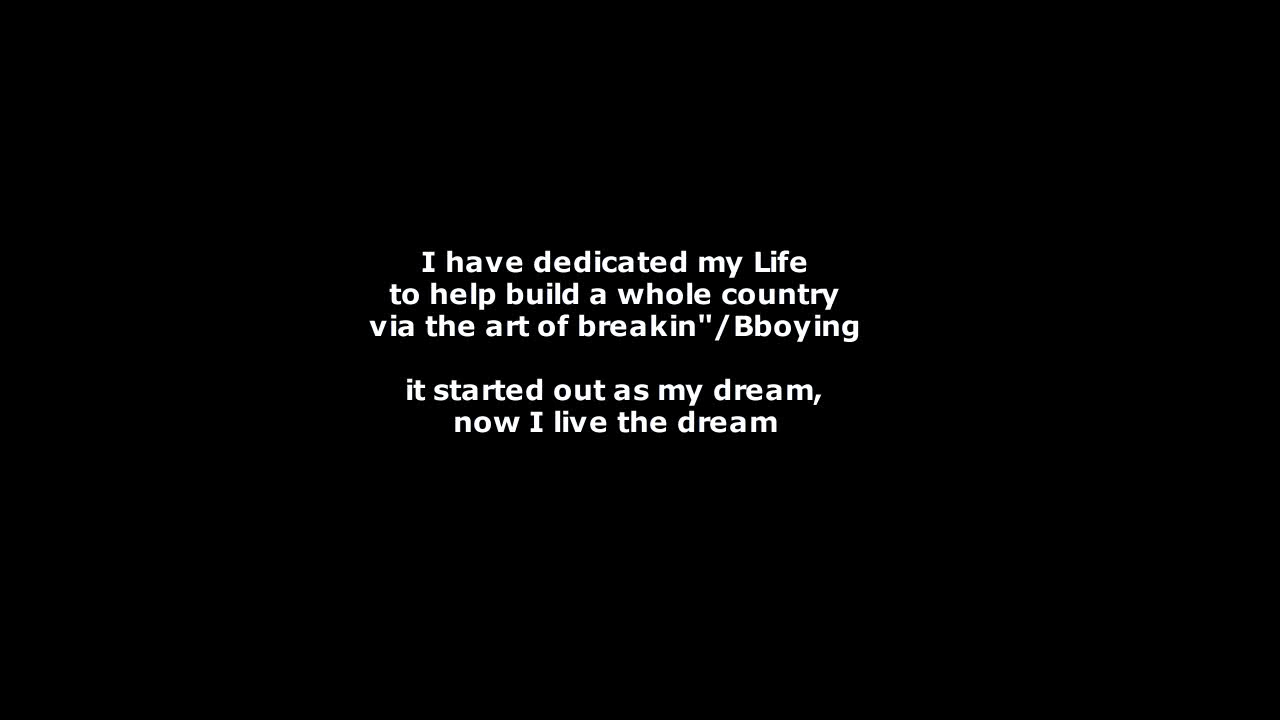 I have dedicated my Life
to help build a whole country
via the art of breakin"/Bboying
it started out as my dream,
now I live the dream